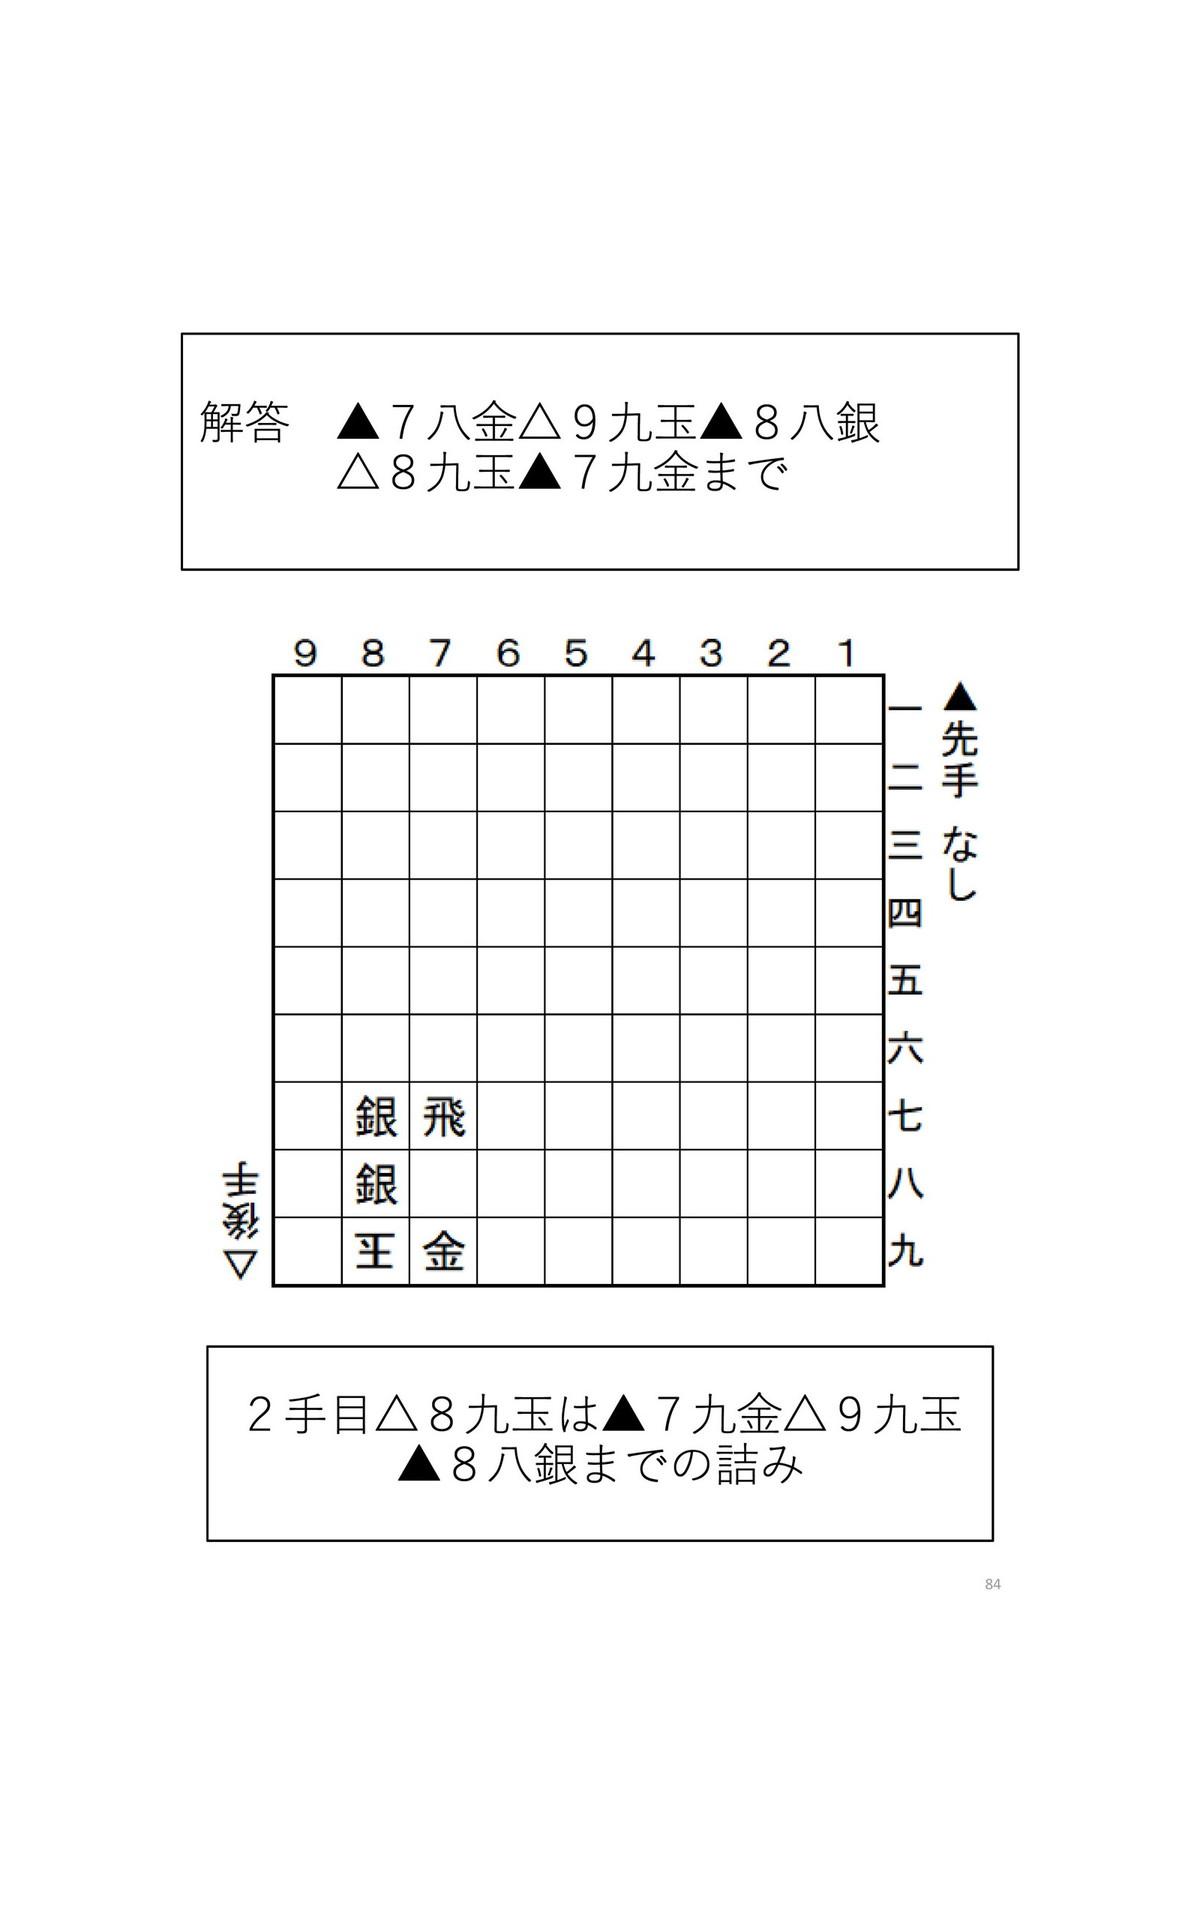 解答　▲７八金△９九玉▲８八銀
△８九玉▲７九金まで
9 8 7 6 5 4 3 2 1
一
二
三
四
五
六
七
八
九
▲先手 なし
銀 飛
銀
王 金
△後手
２手目△８九玉は▲７九金△９九玉
▲８八銀までの詰み
84